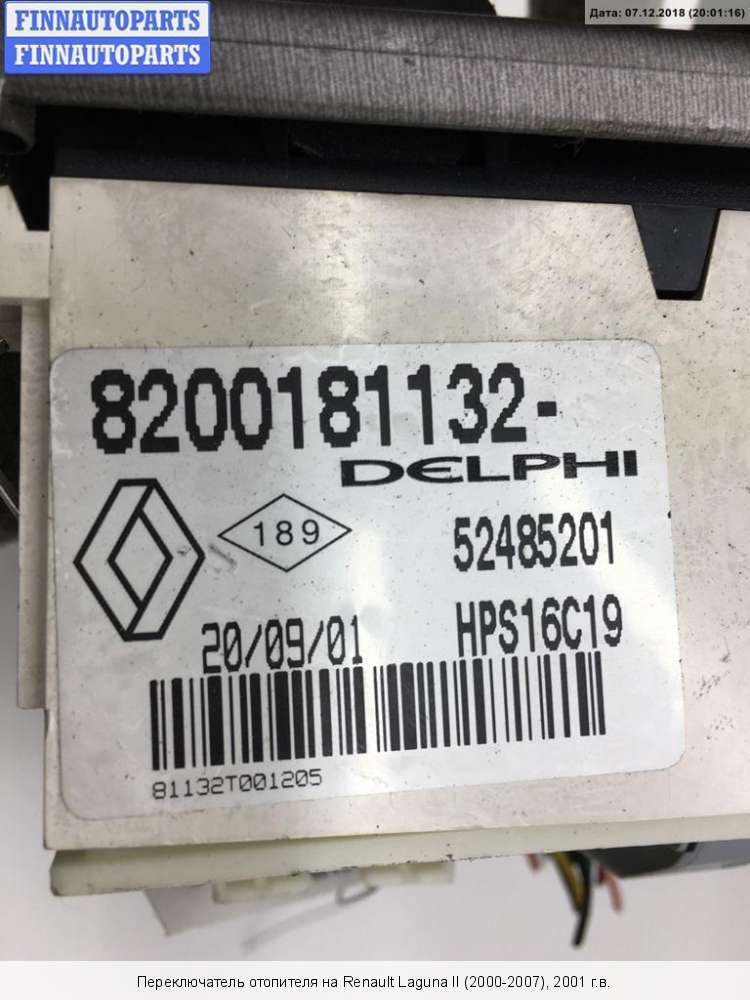 FINNAUTOPARTS
FINNAUTOPARTS
Дата: 07.12.2018 (20:01:16)
8200181132-
DELPHI
189
52485201
20/09/01
HPS16C19
81132T001205
Переключатель отопителя на Renault Laguna II (2000-2007), 2001 г.в.